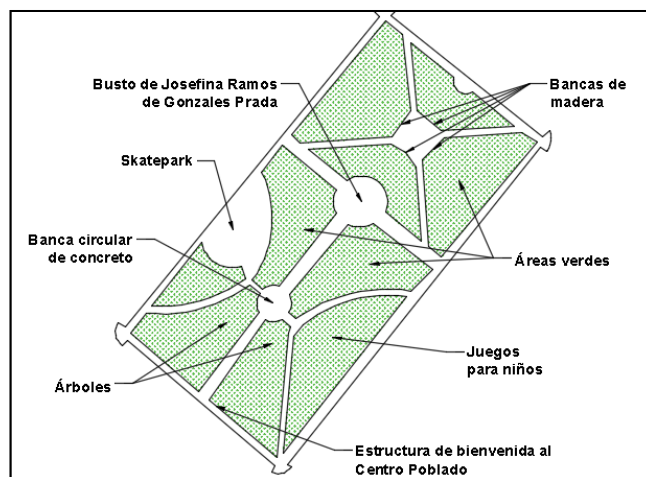 Busto de Josefina Ramos
de Gonzales Prada
Bancas de
madera
Skatepark
Banca circular
de concreto
Áreas verdes
Juegos
para niños
Árboles
Estructura de bienvenida al
Centro Poblado